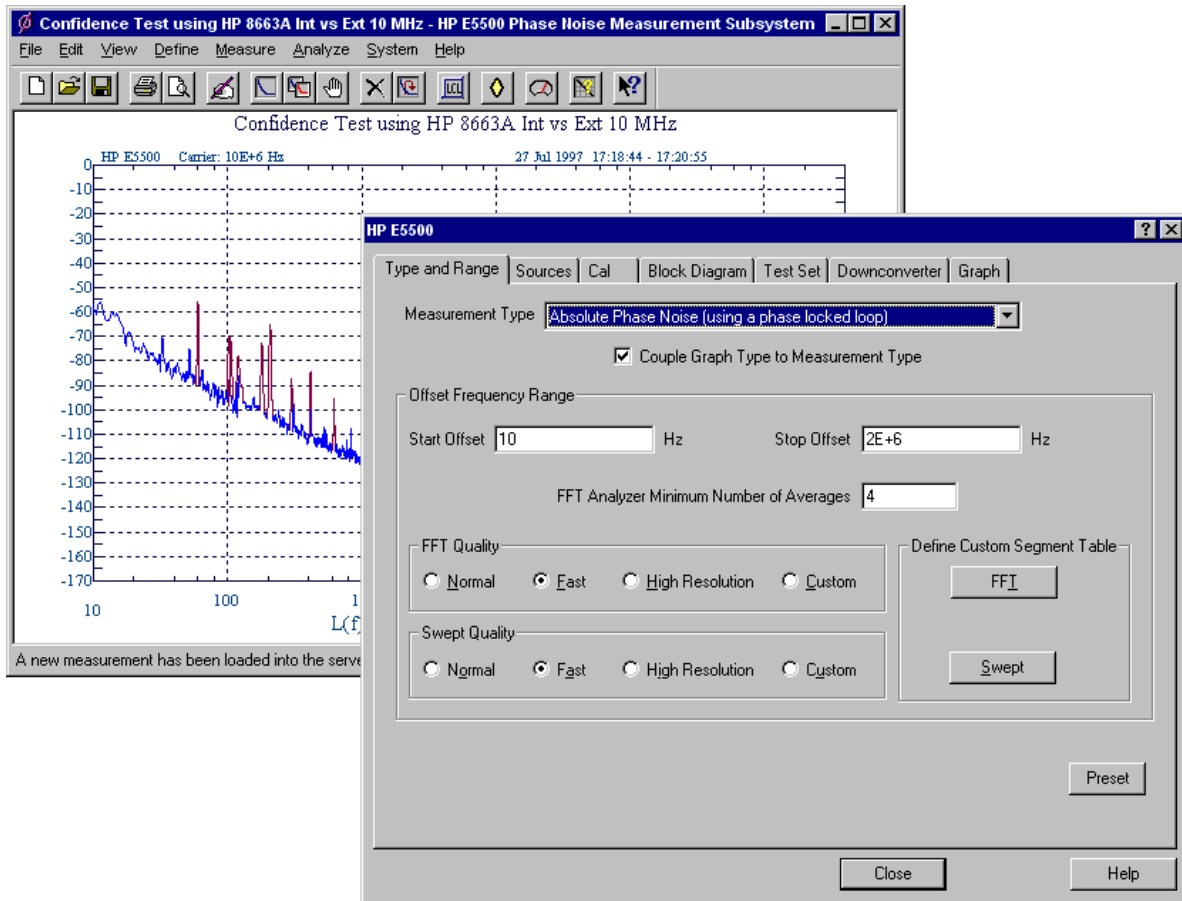 Confidence Test using HP 8663A Int vs Ext 10 MHz - HP E5500 Phase Noise Measurement Subsystem
File Edit View Define Measure Analyze System Help
LCL
Confidence Test using HP 8663A Int vs Ext 10 MHz
HP E5500 Carrier: 10E+6 Hz 27 Jul 1997 17:18:44 - 17:20:55
0
-10
-20
-30
-40
-50
-60
-70
-80
-90
-100
-110
-120
-130
-140
-150
-160
-170
10 100 1
L(f)
A new measurement has been loaded into the serve
HP E5500
Type and Range Sources Cal Block Diagram Test Set Downconverter Graph
Measurement Type Absolute Phase Noise (using a phase locked loop)
Couple Graph Type to Measurement Type
Offset Frequency Range
Start Offset 10 Hz Stop Offset 2E+6 Hz
FFT Analyzer Minimum Number of Averages 4
FFT Quality
Normal Fast High Resolution Custom
Swept Quality
Normal Fast High Resolution Custom
Define Custom Segment Table
FFT
Swept
Preset
Close Help